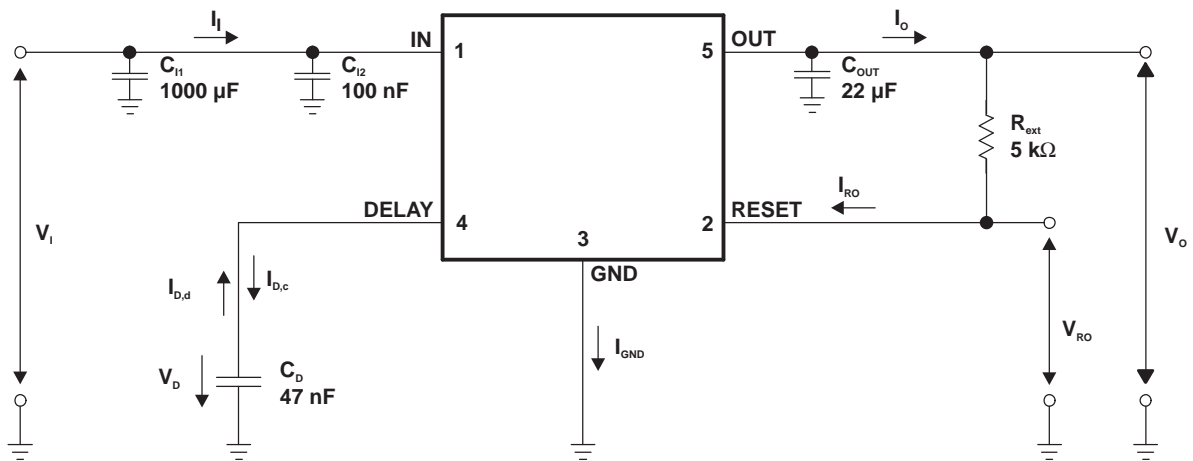 I_I
I_O
IN
1
5
OUT
C_I1
1000 µF
C_I2
100 nF
C_OUT
22 µF
R_ext
5 kΩ
I_RO
DELAY
4
2
RESET
3
GND
V_I
V_O
I_D,d
I_D,c
V_RO
I_GND
V_D
C_D
47 nF